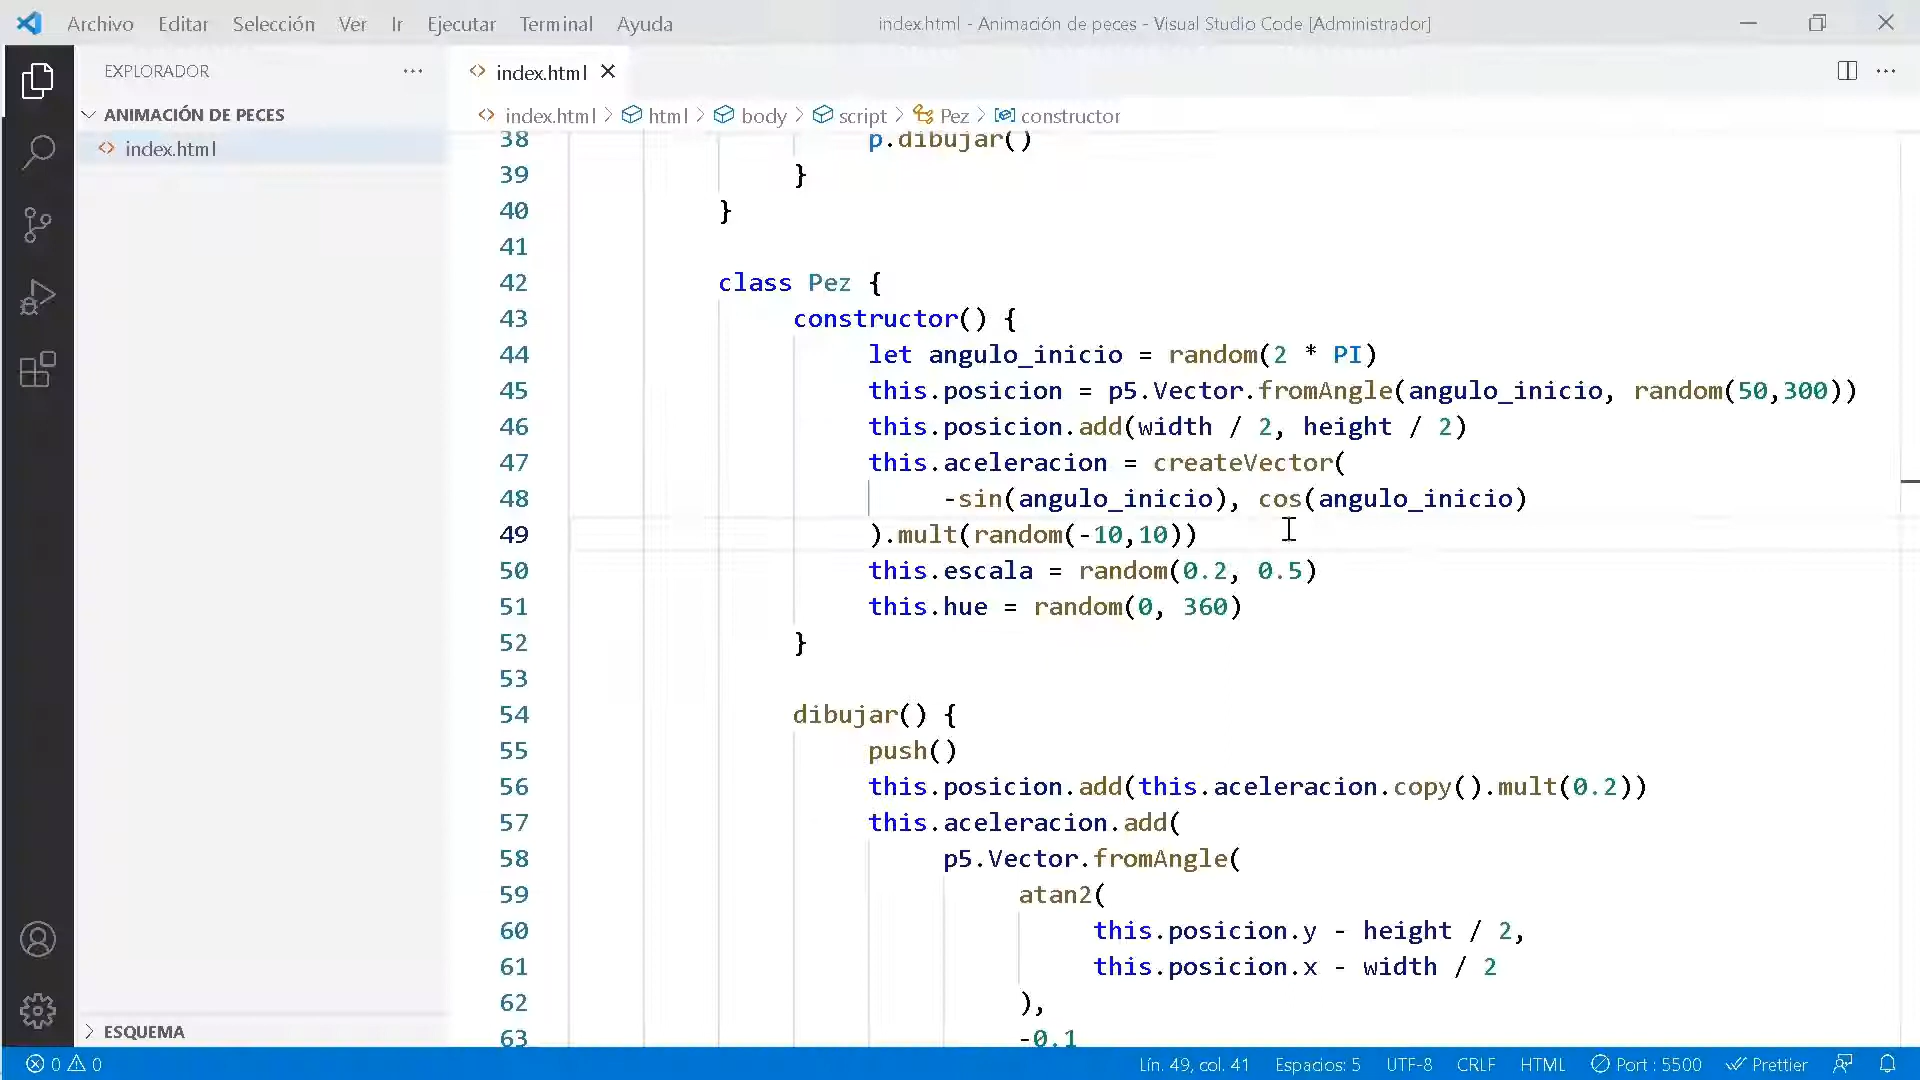 Archivo Editar Selección Ver Ir Ejecutar Terminal Ayuda index.html - Animación de peces - Visual Studio Code [Administrador]
EXPLORADOR ···
index.html
ANIMACIÓN DE PECES
index.html
index.html > html > body > script > Pez > constructor
38 p.dibujar()
39 }
40 }
41
42 class Pez {
43 constructor() {
44 let angulo_inicio = random(2 * PI)
45 this.posicion = p5.Vector.fromAngle(angulo_inicio, random(50,300))
46 this.posicion.add(width / 2, height / 2)
47 this.aceleracion = createVector(
48 -sin(angulo_inicio), cos(angulo_inicio)
49 ).mult(random(-10,10))
50 this.escala = random(0.2, 0.5)
51 this.hue = random(0, 360)
52 }
53
54 dibujar() {
55 push()
56 this.posicion.add(this.aceleracion.copy().mult(0.2))
57 this.aceleracion.add(
58 p5.Vector.fromAngle(
59 atan2(
60 this.posicion.y - height / 2,
61 this.posicion.x - width / 2
62 ),
63 -0.1
ESQUEMA
0 0 Lín. 49, col. 41 Espacios: 5 UTF-8 CRLF HTML Port : 5500 Prettier